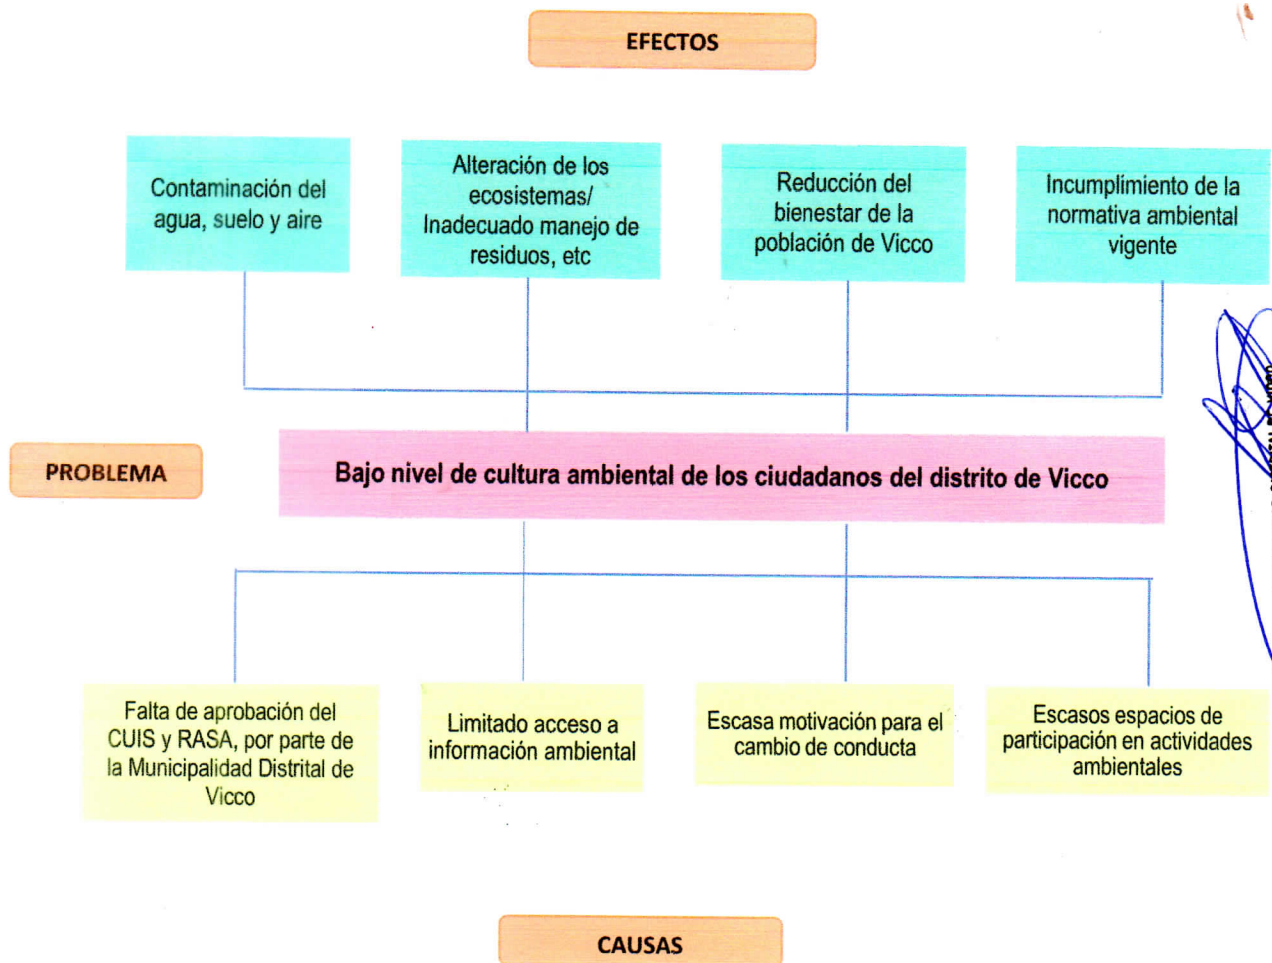 EFECTOS
Contaminación del
agua, suelo y aire
Alteración de los
ecosistemas/
Inadecuado manejo de
residuos, etc
Reducción del
bienestar de la
población de Vicco
Incumplimiento de la
normativa ambiental
vigente
PROBLEMA
Bajo nivel de cultura ambiental de los ciudadanos del distrito de Vicco
Falta de aprobación del
CUIS y RASA, por parte de
la Municipalidad Distrital de
Vicco
Limitado acceso a
información ambiental
Escasa motivación para el
cambio de conducta
Escasos espacios de
participación en actividades
ambientales
CAUSAS